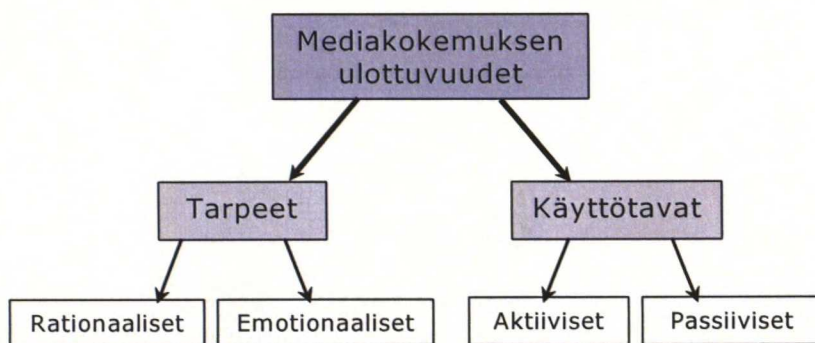 Mediakokemuksen
ulottuvuudet
Tarpeet
Käyttötavat
Rationaaliset
Emotionaaliset
Aktiiviset
Passiiviset